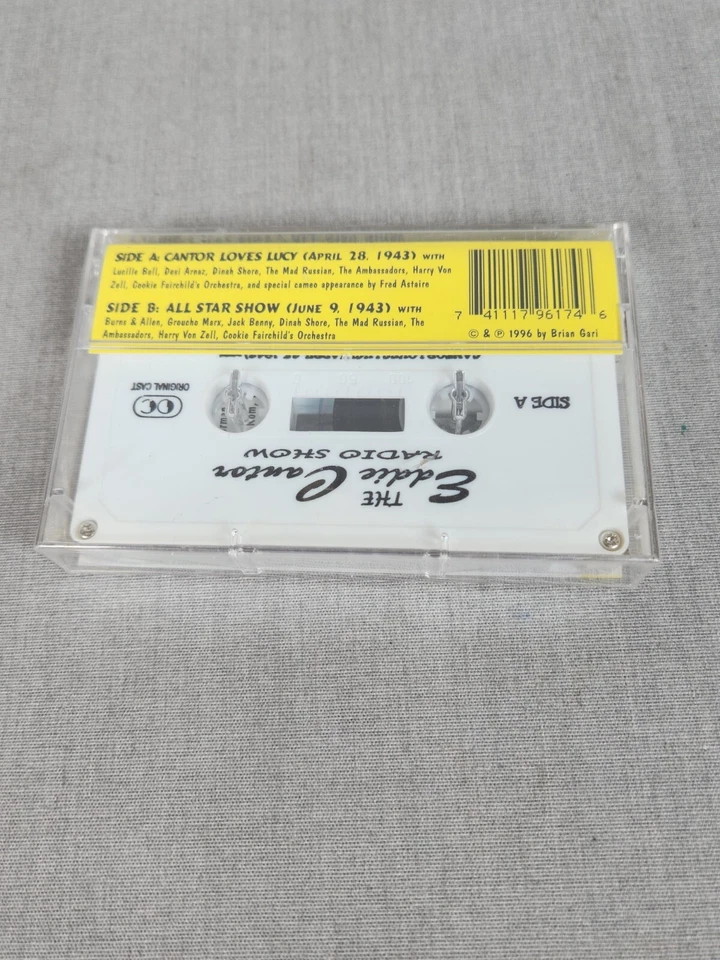 SIDE A: CANTOR LOVES LUCY (APRIL 28, 1943) WITH
Lucille Ball, Desi Arnaz, Dinah Shore, The Mad Russian, The Ambassadors, Harry Von
Zell, Cookie Fairchild's Orchestra, and special cameo appearance by Fred Astaire
SIDE B: ALL STAR SHOW (JUNE 9, 1943) WITH
Burns & Allen, Groucho Marx, Jack Benny, Dinah Shore, The Mad Russian, The
Ambassadors, Harry Von Zell, Cookie Fairchild's Orchestra
7 41117 96174 6
© & ℗ 1996 by Brian Gari
THE
Eddie Cantor
RADIO SHOW
SIDE A
OC
ORIGINAL CAST